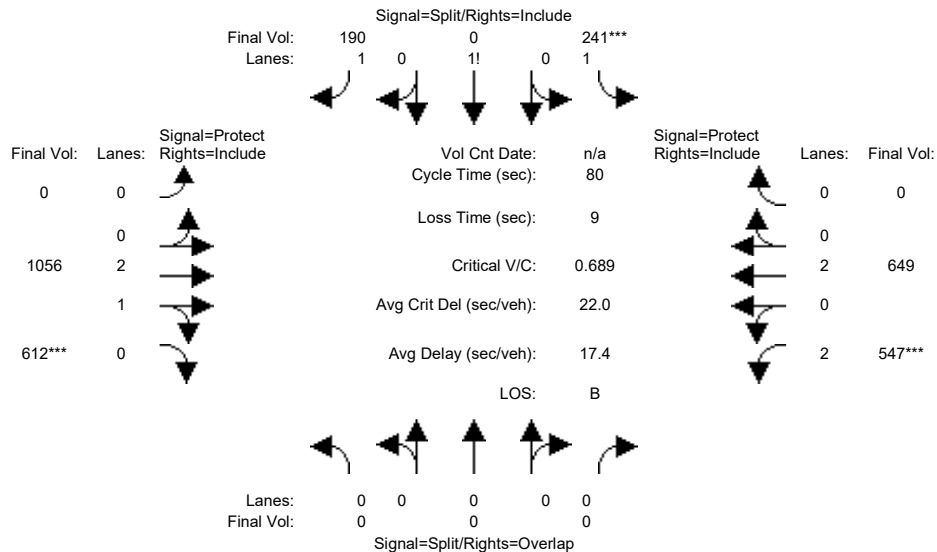 Signal=Split/Rights=Include
Final Vol: 190 0 241***
Lanes: 1 0 1! 0 1
Signal=Protect Signal=Protect
Final Vol: Lanes: Rights=Include Vol Cnt Date: n/a Rights=Include Lanes: Final Vol:
Cycle Time (sec): 80
0 0 0 0
Loss Time (sec): 9
0 0
1056 2 Critical V/C: 0.689 2 649
1 Avg Crit Del (sec/veh): 22.0 0
612*** 0 Avg Delay (sec/veh): 17.4 2 547***
LOS: B
Lanes: 0 0 0 0 0
Final Vol: 0 0 0
Signal=Split/Rights=Overlap